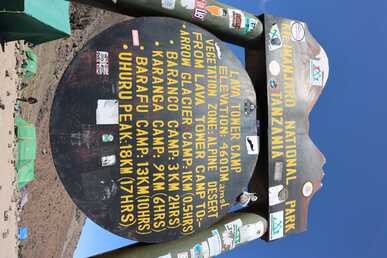 KILIMANJARO NATIONAL PARK
TANZANIA
LAVA TOWER CAMP
ELEVATION: 4600M amsl
VEGETATION ZONE: ALPINE DESERT
FROM LAVA TOWER CAMP TO:-
• ARROW GLACIER CAMP: 1KM (0.5HRS)
• BARANCO CAMP: 3KM 2HRS)
• KARANGA CAMP: 9KM (6HRS)
• BARAFU CAMP: 13KM (10HRS)
• UHURU PEAK: 18KM (17HRS)